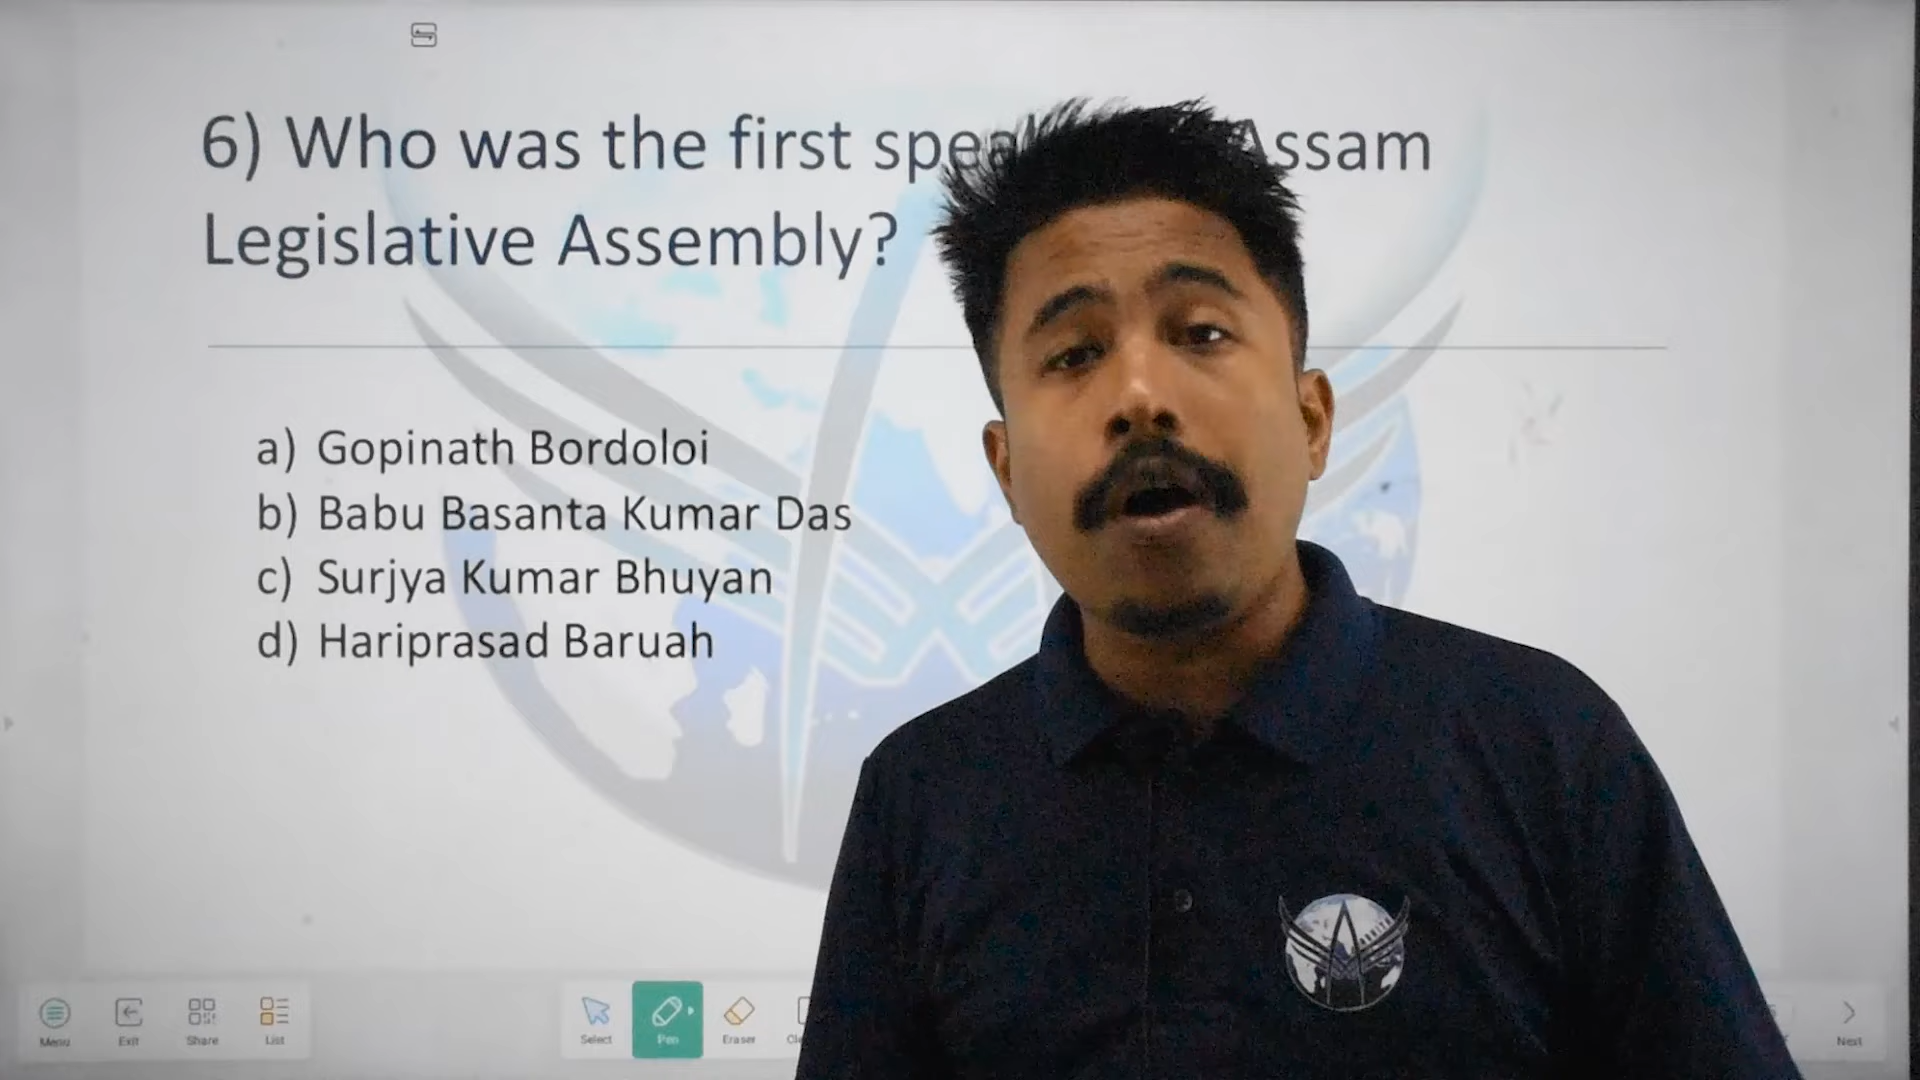 6) Who was the first Assam
Legislative Assembly?
a) Gopinath Bordoloi
b) Babu Basanta Kumar Das
c) Surjya Kumar Bhuyan
d) Hariprasad Baruah
Menu Exit Share List Select Pen Eraser Next